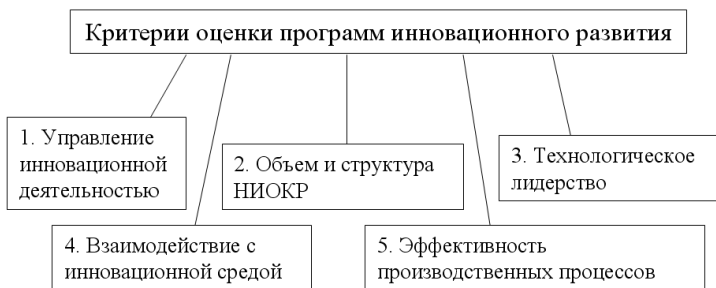 Критерии оценки программ инновационного развития
1. Управление
инновационной
деятельностью
2. Объем и структура
НИОКР
3. Технологическое
лидерство
4. Взаимодействие с
инновационной средой
5. Эффективность
производственных процессов